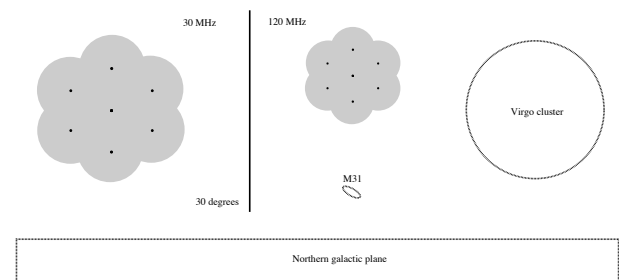 30 MHz
120 MHz
Virgo cluster
M31
30 degrees
Northern galactic plane